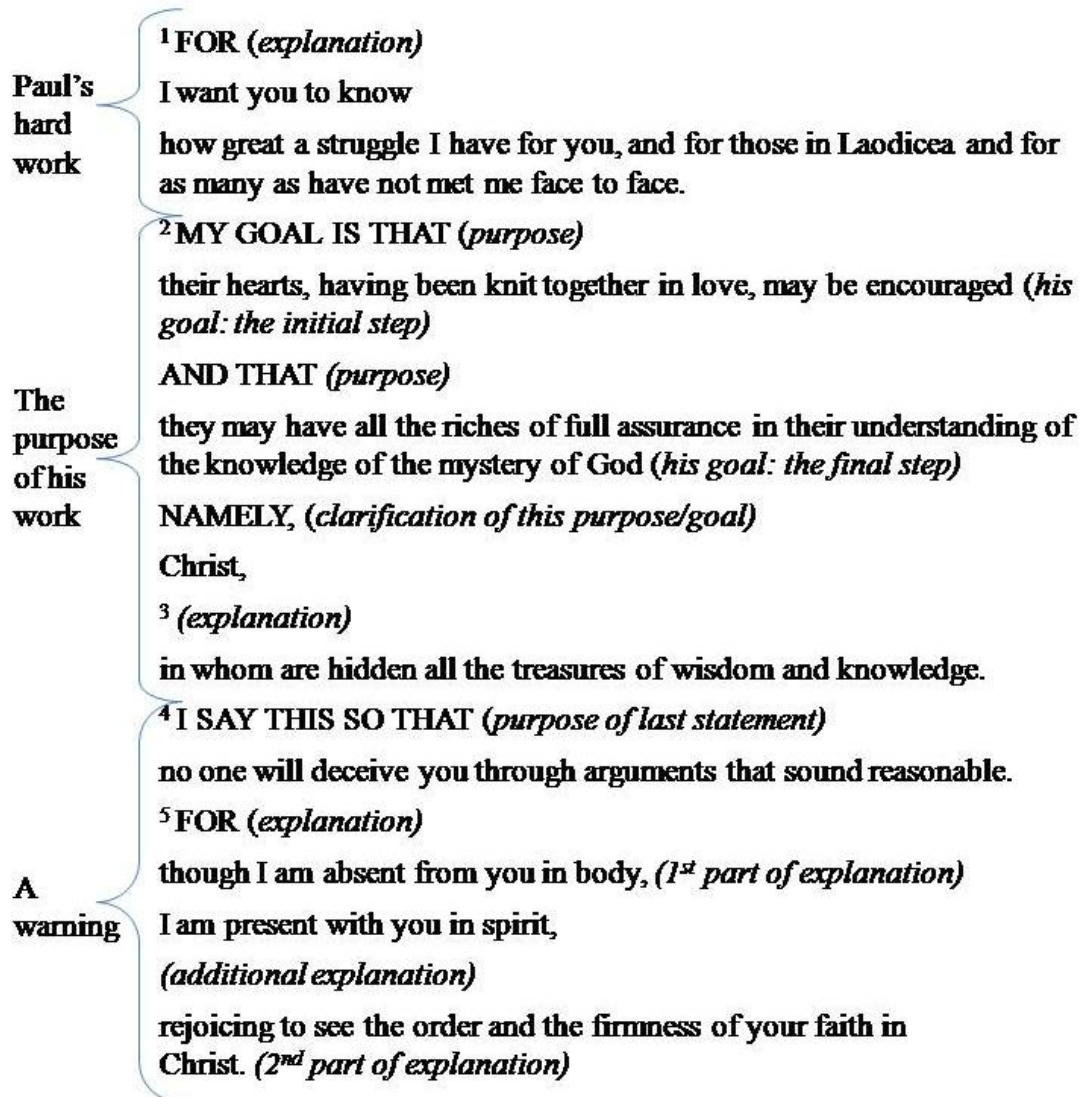 Paul's
hard
work
¹ FOR (explanation)
I want you to know
how great a struggle I have for you, and for those in Laodicea and for
as many as have not met me face to face.
The
purpose
of his
work
² MY GOAL IS THAT (purpose)
their hearts, having been knit together in love, may be encouraged (his
goal: the initial step)
AND THAT (purpose)
they may have all the riches of full assurance in their understanding of
the knowledge of the mystery of God (his goal: the final step)
NAMELY, (clarification of this purpose/goal)
Christ,
³ (explanation)
in whom are hidden all the treasures of wisdom and knowledge.
A
warning
⁴ I SAY THIS SO THAT (purpose of last statement)
no one will deceive you through arguments that sound reasonable.
⁵ FOR (explanation)
though I am absent from you in body, (1st part of explanation)
I am present with you in spirit,
(additional explanation)
rejoicing to see the order and the firmness of your faith in
Christ. (2nd part of explanation)